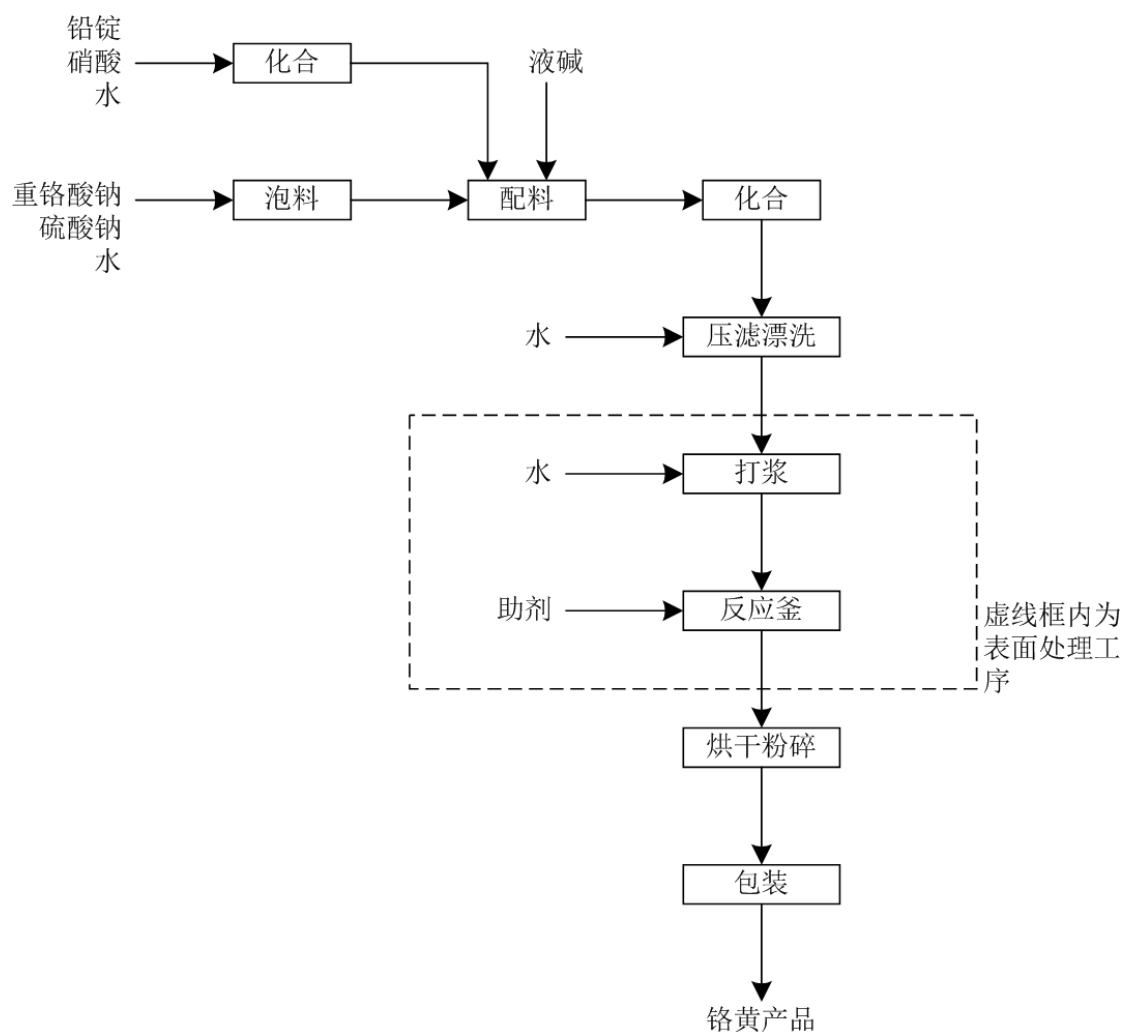 铅锭
硝酸
水
化合
液碱
重铬酸钠
硫酸钠
水
泡料
配料
化合
水
压滤漂洗
水
打浆
助剂
反应釜
虚线框内为
表面处理工
序
烘干粉碎
包装
铬黄产品